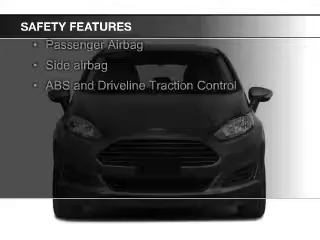 SAFETY FEATURES
• Passenger Airbag
• Side airbag
• ABS and Driveline Traction Control